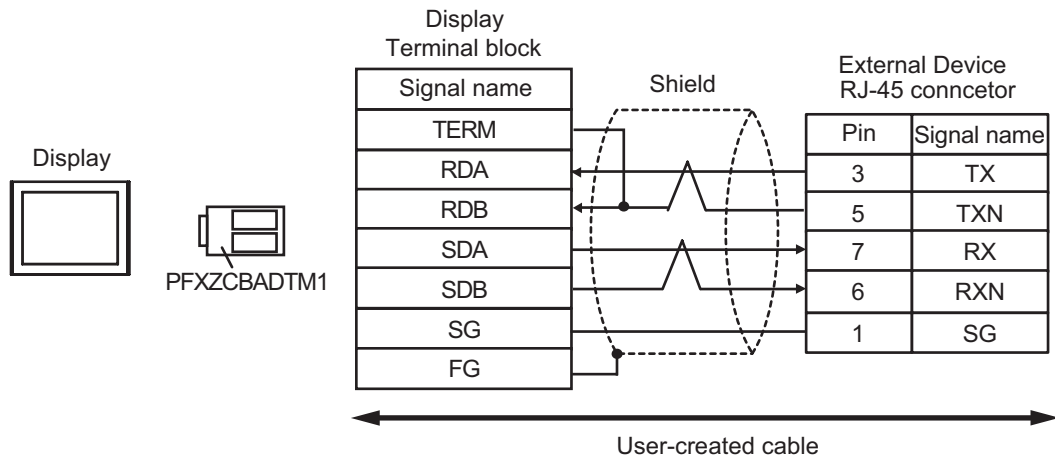 Display
Terminal block
Signal name
TERM
RDA
RDB
SDA
SDB
SG
FG
Shield
External Device
RJ-45 conncetor
Pin Signal name
3 TX
5 TXN
7 RX
6 RXN
1 SG
Display
PFXZCBADTM1
User-created cable